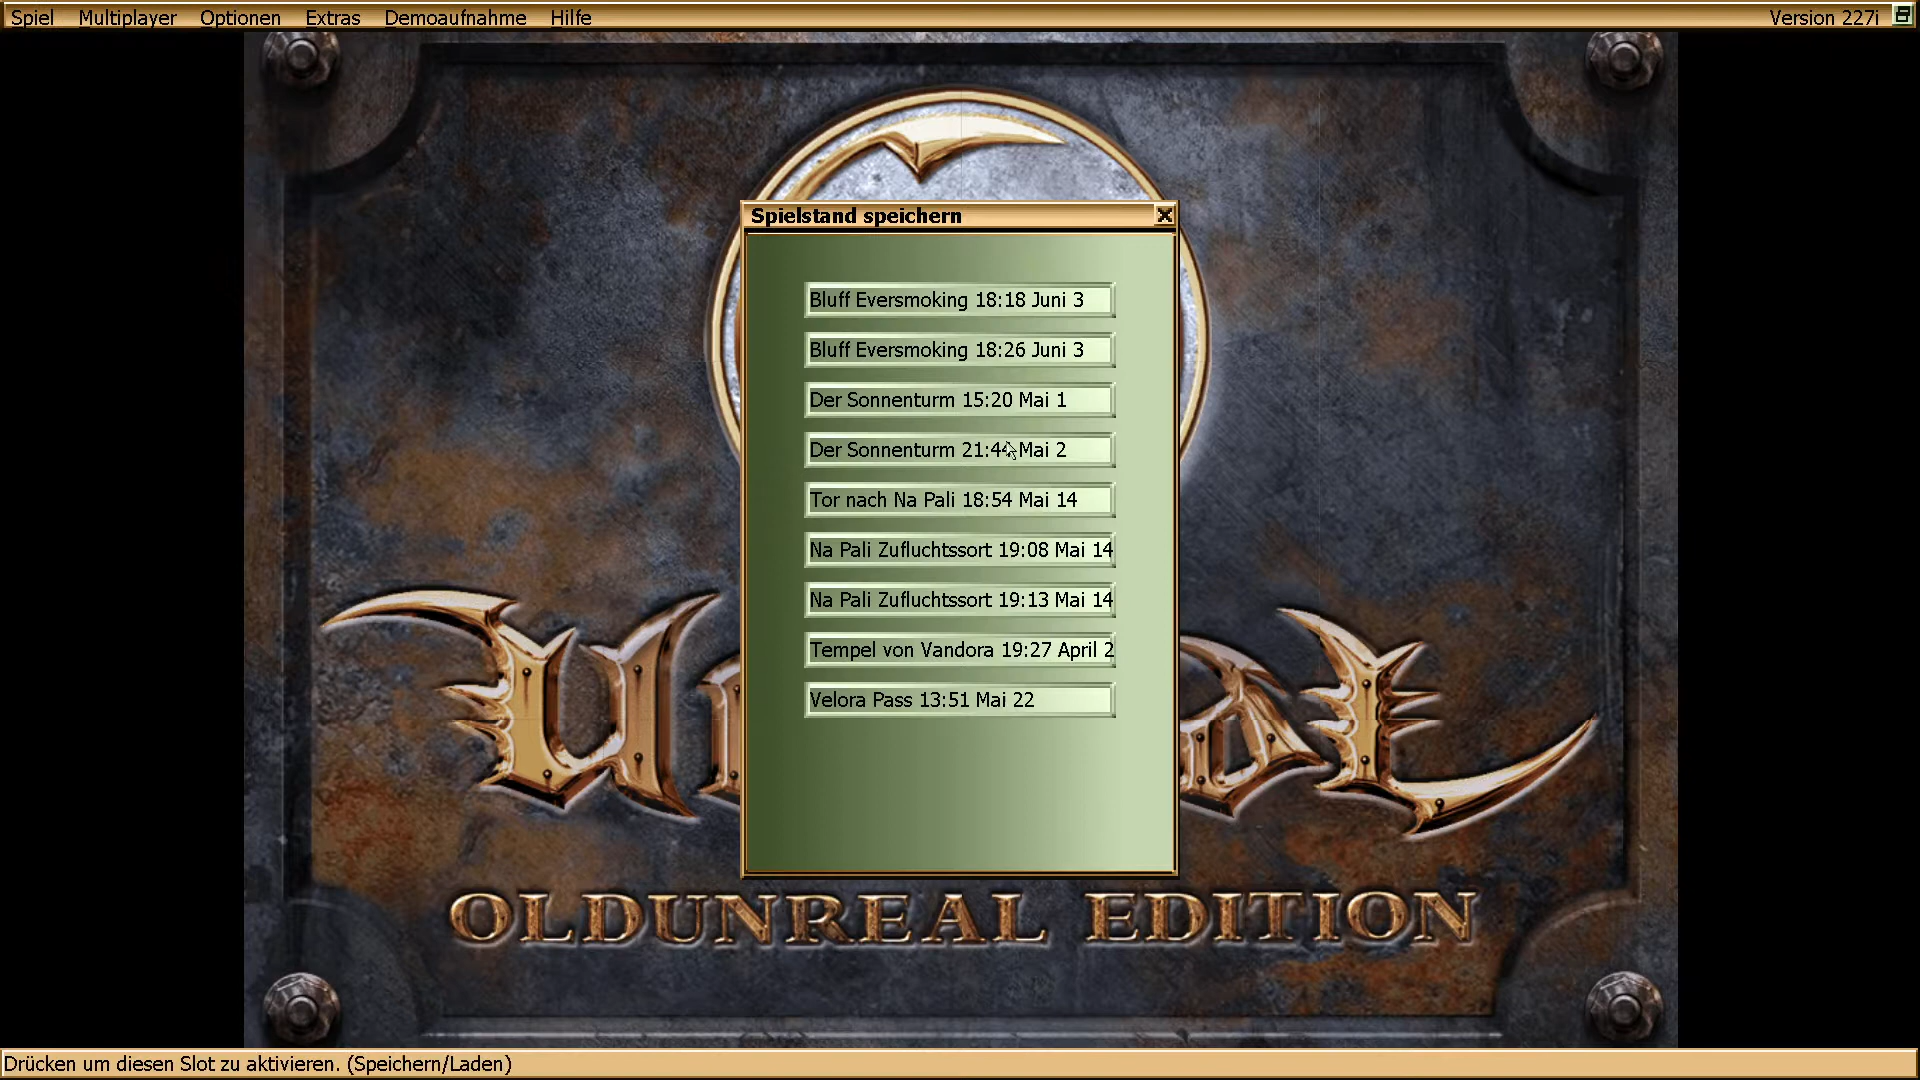 Spiel Multiplayer Optionen Extras Demoaufnahme Hilfe Version 227i
Spielstand speichern
Bluff Eversmoking 18:18 Juni 3
Bluff Eversmoking 18:26 Juni 3
Der Sonnenturm 15:20 Mai 1
Der Sonnenturm 21:44 Mai 2
Tor nach Na Pali 18:54 Mai 14
Na Pali Zufluchtssort 19:08 Mai 14
Na Pali Zufluchtssort 19:13 Mai 14
Tempel von Vandora 19:27 April 2
Velora Pass 13:51 Mai 22
OLDUNREAL EDITION
Drücken um diesen Slot zu aktivieren. (Speichern/Laden)